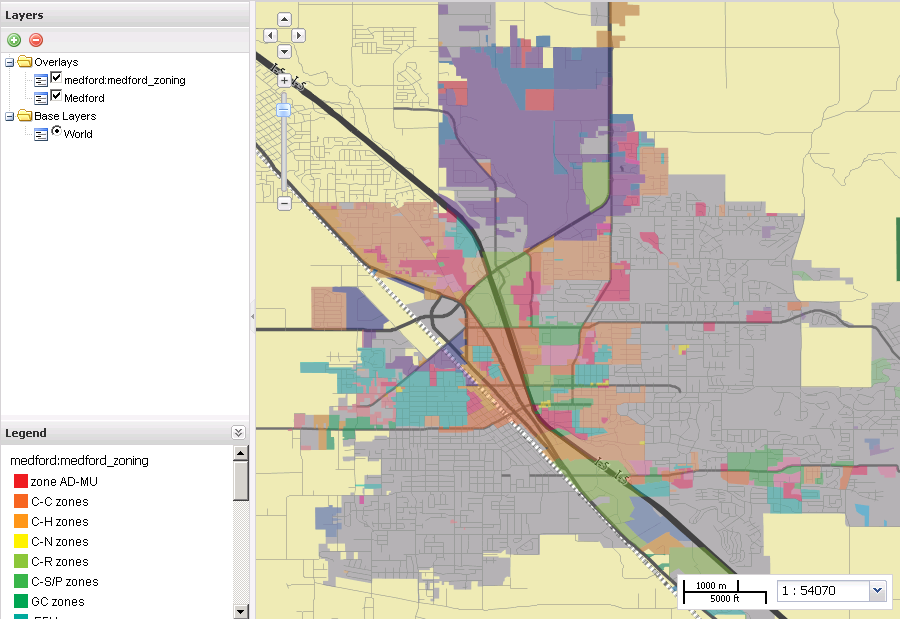 Layers
Overlays
medford:medford_zoning
Medford
Base Layers
World
Legend
medford:medford_zoning
zone AD-MU
C-C zones
C-H zones
C-N zones
C-R zones
C-S/P zones
GC zones
I-5 I-5
I-5 I-5
1000 m
5000 ft
1 : 54070